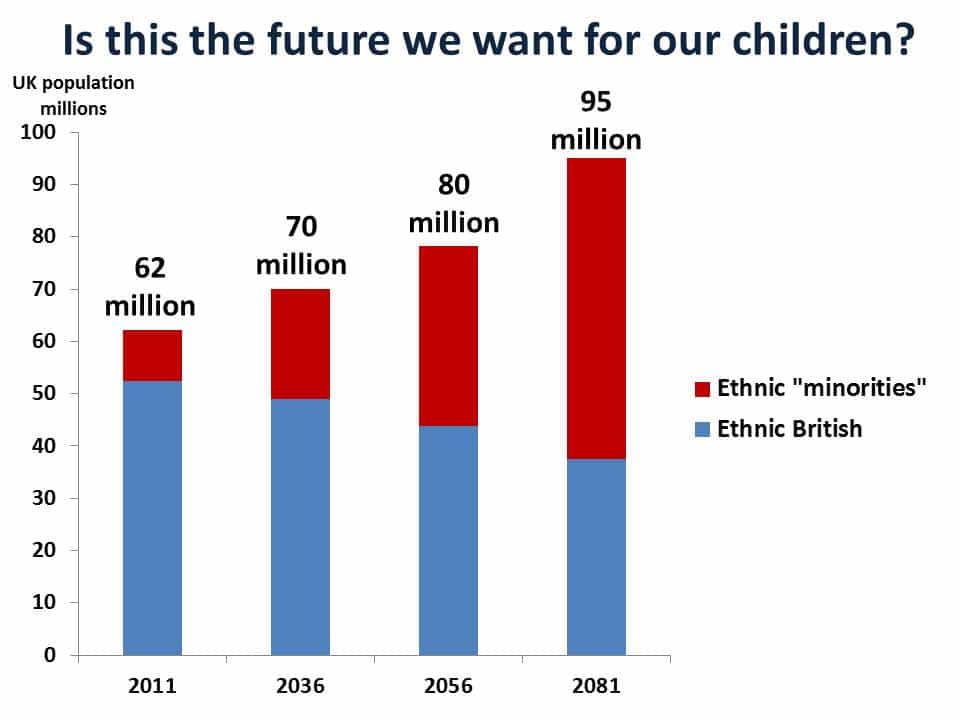 Is this the future we want for our children?
UK population
millions
100
90
80
70
60
50
40
30
20
10
0
62
million
70
million
80
million
95
million
2011
2036
2056
2081
Ethnic "minorities"
Ethnic British